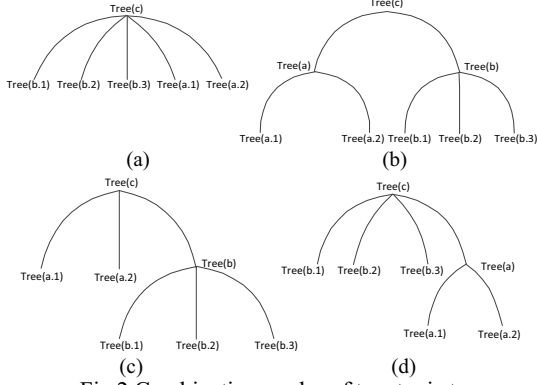 Tree(c)
Tree(b.1) Tree(b.2) Tree(b.3) Tree(a.1) Tree(a.2)
(a)
Tree(c)
Tree(a) Tree(b)
Tree(a.1) Tree(a.2) Tree(b.1) Tree(b.2) Tree(b.3)
(b)
Tree(c)
Tree(a.1) Tree(a.2)
Tree(b)
Tree(b.1) Tree(b.2) Tree(b.3)
(c)
Tree(c)
Tree(b.1) Tree(b.2) Tree(b.3) Tree(a)
Tree(a.1) Tree(a.2)
(d)